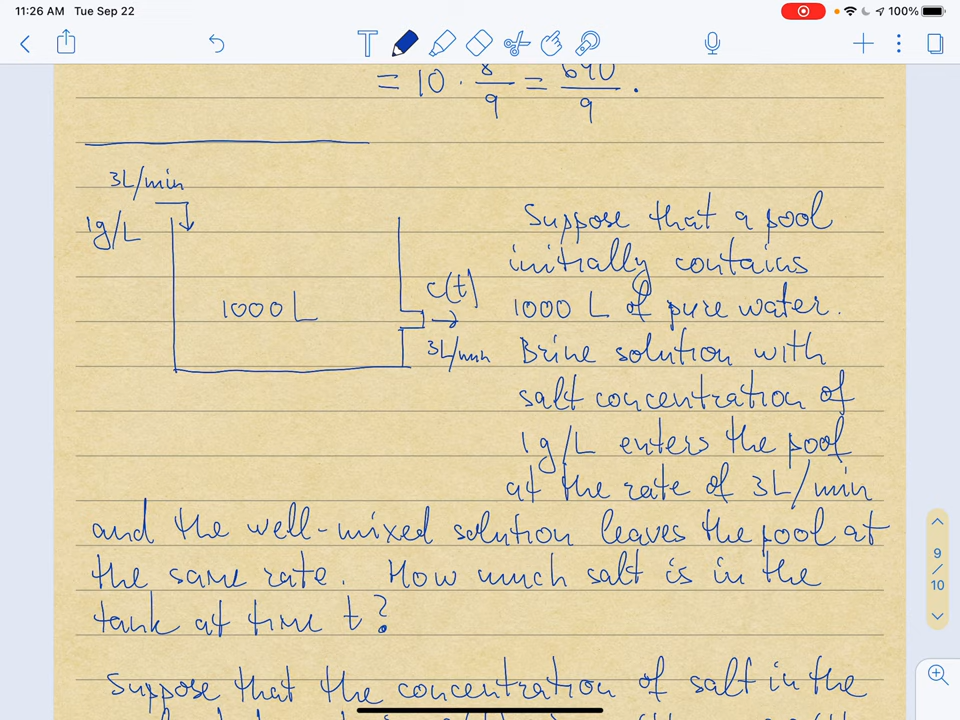 11:26 AM Tue Sep 22 100%
T
= 10 · 8/9 = 640/9 .
3L/min
1g/L
1000 L
c(t)
3L/min
Suppose that a pool
initially contains
1000 L of pure water.
Brine solution with
salt concentration of
1g/L enters the pool
at the rate of 3L/min
and the well-mixed solution leaves the pool at
the same rate. How much salt is in the
tank at time t?
Suppose that the concentration of salt in the
9
/
10